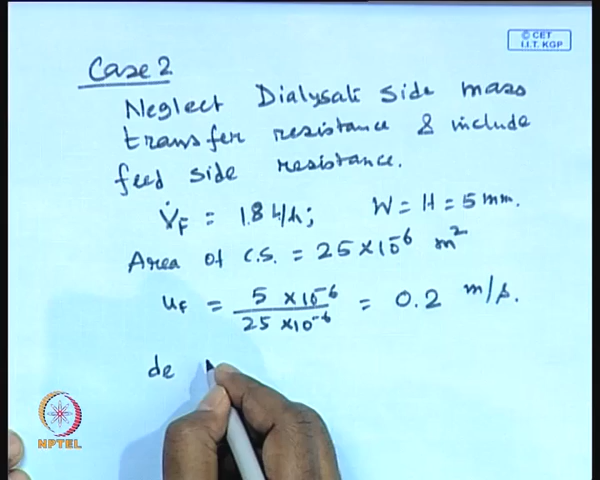 © CET
I.I.T. KGP
Case 2
Neglect Dialysate side mass
transfer resistance & include
feed side resistance.
V̇F = 18 L/h; W = H = 5 mm.
Area of C.S. = 25 × 10⁻⁶ m²
uF = 5 × 10⁻⁶ / 25 × 10⁻⁶ = 0.2 m/s.
de
NPTEL